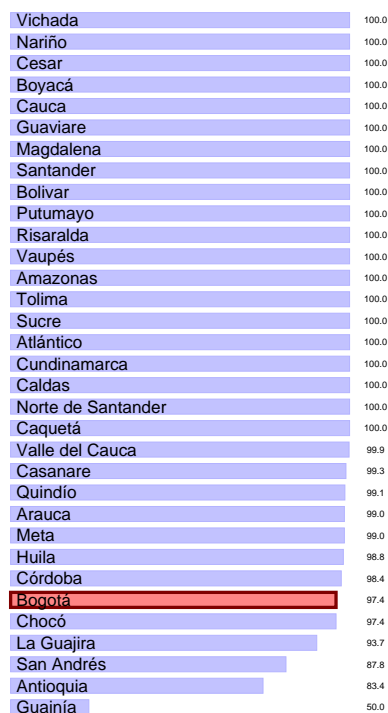 Vichada 100.0
Nariño 100.0
Cesar 100.0
Boyacá 100.0
Cauca 100.0
Guaviare 100.0
Magdalena 100.0
Santander 100.0
Bolivar 100.0
Putumayo 100.0
Risaralda 100.0
Vaupés 100.0
Amazonas 100.0
Tolima 100.0
Sucre 100.0
Atlántico 100.0
Cundinamarca 100.0
Caldas 100.0
Norte de Santander 100.0
Caquetá 100.0
Valle del Cauca 99.9
Casanare 99.3
Quindío 99.1
Arauca 99.0
Meta 99.0
Huila 98.8
Córdoba 98.4
Bogotá 97.4
Chocó 97.4
La Guajira 93.7
San Andrés 87.8
Antioquia 83.4
Guainía 50.0